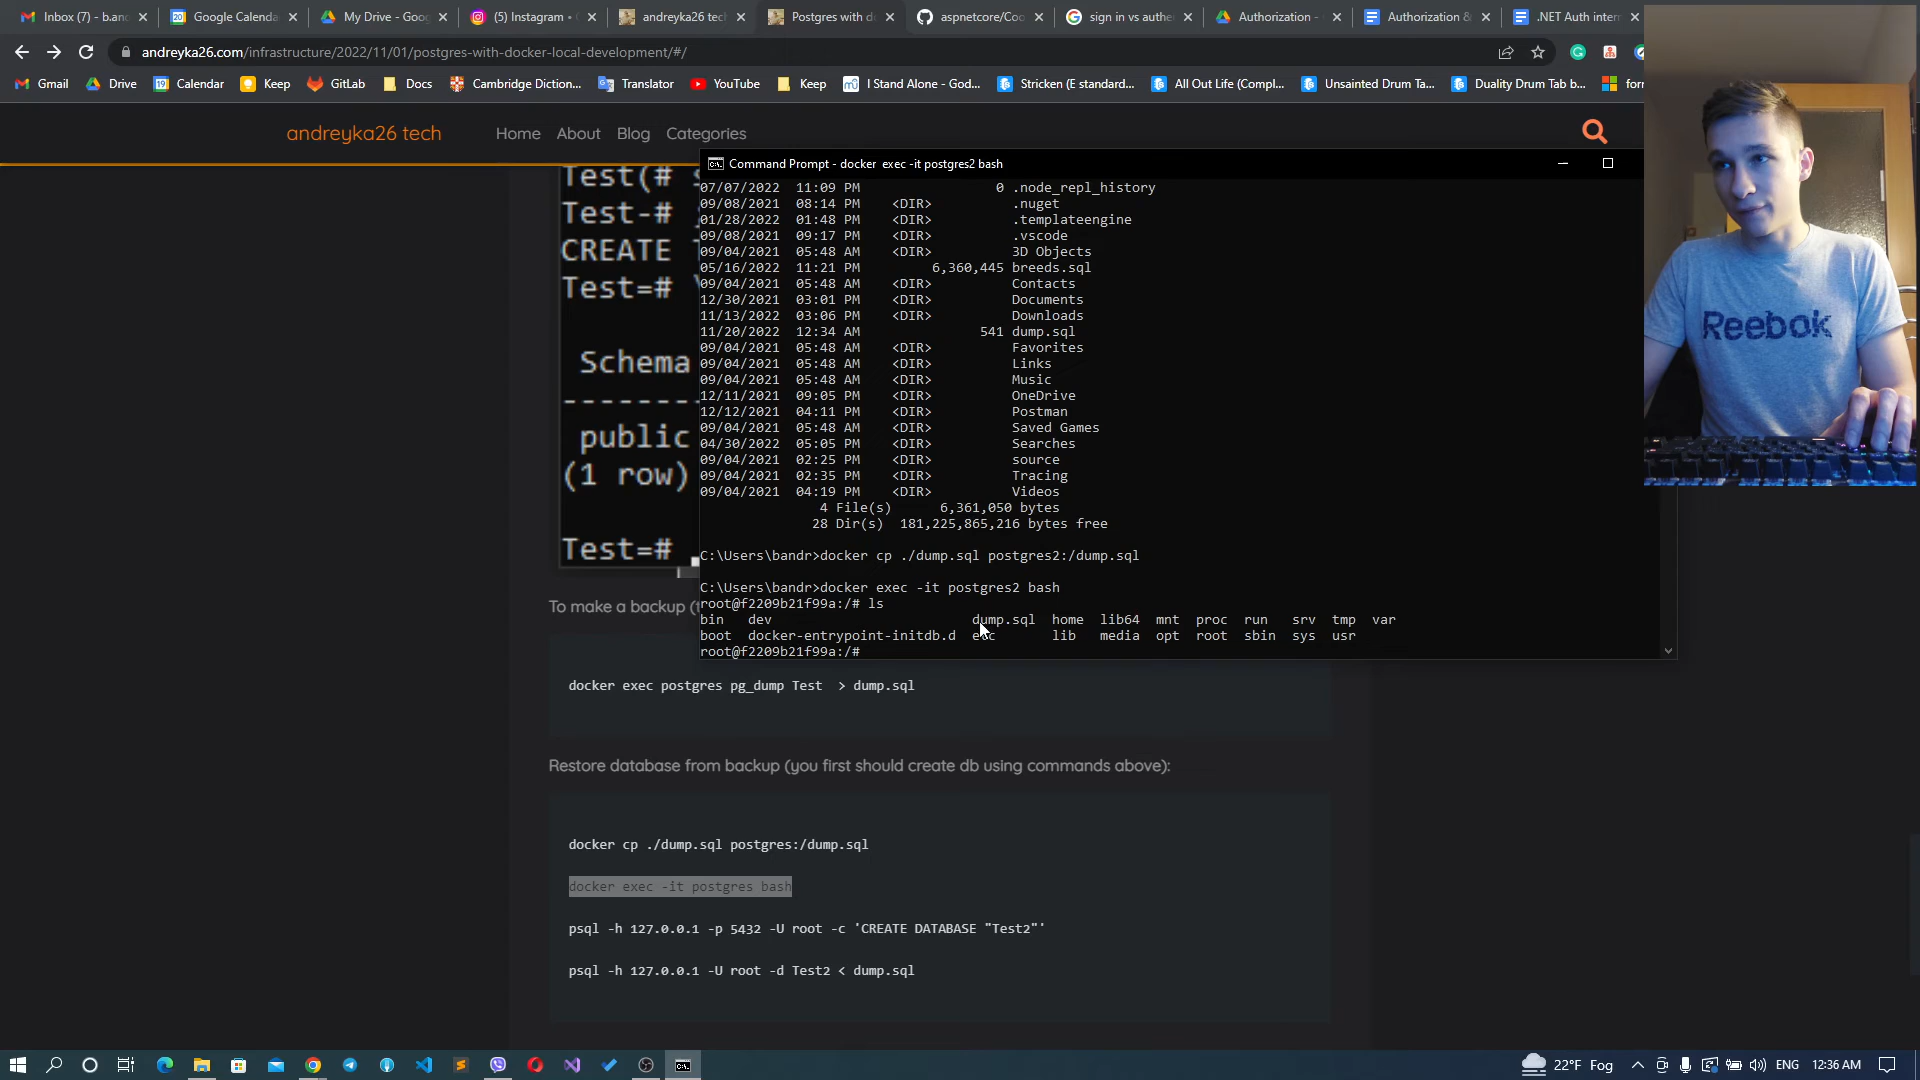 Inbox (7) - b.an
Google Calenda
My Drive - Goog
(5) Instagram •
andreyka26 tech
Postgres with do
aspnetcore/Coo
sign in vs authe
Authorization -
Authorization &
.NET Auth inter
andreyka26.com/infrastructure/2022/11/01/postgres-with-docker-local-development/#/
Gmail
Drive
Calendar
Keep
GitLab
Docs
Cambridge Diction...
Translator
YouTube
Keep
I Stand Alone - God...
Stricken (E standard...
All Out Life (Compl...
Unsainted Drum Ta...
Duality Drum Tab b...
forr
andreyka26 tech
Home
About
Blog
Categories
Test(# s
Test-#
CREATE T
Test=# \
Schema
--------
public
(1 row)
Test=#
Command Prompt - docker exec -it postgres2 bash
07/07/2022 11:09 PM 0 .node_repl_history
09/08/2021 08:14 PM <DIR> .nuget
01/28/2022 01:48 PM <DIR> .templateengine
09/08/2021 09:17 PM <DIR> .vscode
09/04/2021 05:48 AM <DIR> 3D Objects
05/16/2022 11:21 PM 6,360,445 breeds.sql
09/04/2021 05:48 AM <DIR> Contacts
12/30/2021 03:01 PM <DIR> Documents
11/13/2022 03:06 PM <DIR> Downloads
11/20/2022 12:34 AM 541 dump.sql
09/04/2021 05:48 AM <DIR> Favorites
09/04/2021 05:48 AM <DIR> Links
09/04/2021 05:48 AM <DIR> Music
12/11/2021 09:05 PM <DIR> OneDrive
12/12/2021 04:11 PM <DIR> Postman
09/04/2021 05:48 AM <DIR> Saved Games
04/30/2022 05:05 PM <DIR> Searches
09/04/2021 02:25 PM <DIR> source
09/04/2021 02:35 PM <DIR> Tracing
09/04/2021 04:19 PM <DIR> Videos
4 File(s) 6,361,050 bytes
28 Dir(s) 181,225,865,216 bytes free
C:\Users\bandr>docker cp ./dump.sql postgres2:/dump.sql
C:\Users\bandr>docker exec -it postgres2 bash
root@f2209b21f99a:/# ls
bin dev dump.sql home lib64 mnt proc run srv tmp var
boot docker-entrypoint-initdb.d etc lib media opt root sbin sys usr
root@f2209b21f99a:/#
Reebok
To make a backup (t
docker exec postgres pg_dump Test > dump.sql
Restore database from backup (you first should create db using commands above):
docker cp ./dump.sql postgres:/dump.sql
docker exec -it postgres bash
psql -h 127.0.0.1 -p 5432 -U root -c 'CREATE DATABASE "Test2"'
psql -h 127.0.0.1 -U root -d Test2 < dump.sql
22°F Fog
ENG
12:36 AM